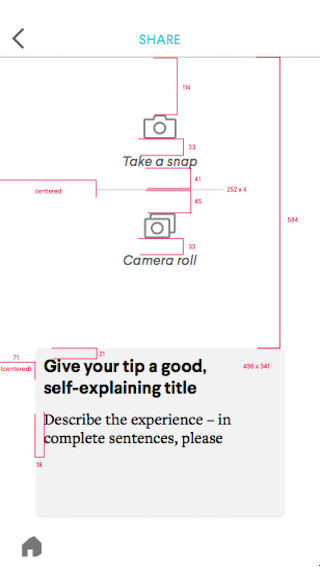 SHARE
114
33
Take a snap
41
centered
252 x 4
45
584
33
Camera roll
21
71
(centered)
Give your tip a good,
498 x 341
self-explaining title
Describe the experience – in
complete sentences, please
18